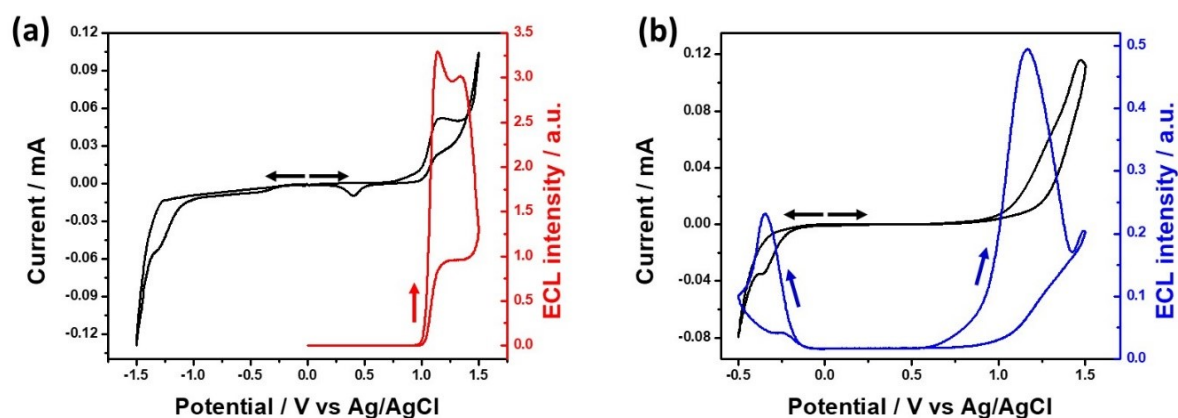 (a)
Current / mA
0.12
0.09
0.06
0.03
0.00
-0.03
-0.06
-0.09
-0.12
-1.5 -1.0 -0.5 0.0 0.5 1.0 1.5
Potential / V vs Ag/AgCl
3.5
3.0
2.5
2.0
1.5
1.0
0.5
0.0
ECL intensity / a.u.
(b)
Current / mA
0.12
0.08
0.04
0.00
-0.04
-0.08
-0.5 0.0 0.5 1.0 1.5
Potential / V vs Ag/AgCl
0.5
0.4
0.3
0.2
0.1
0.0
ECL intensity / a.u.